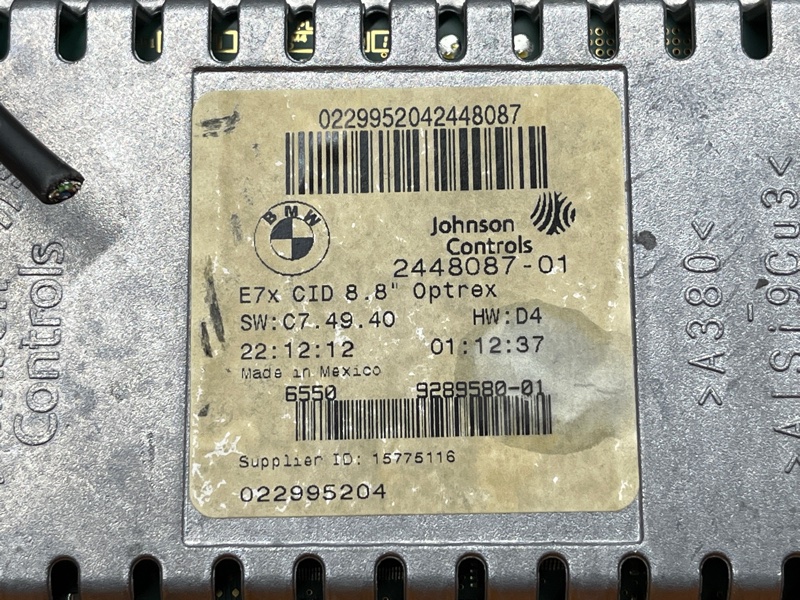 0229952042448087
BMW
Johnson
Controls
2448087-01
E7x CID 8.8" Optrex
SW:C7.49.40 HW:D4
22:12:12 01:12:37
Made in Mexico
6550 9289580-01
Supplier ID: 15775116
022995204
Controls
>A380<
>AlSi9Cu3<